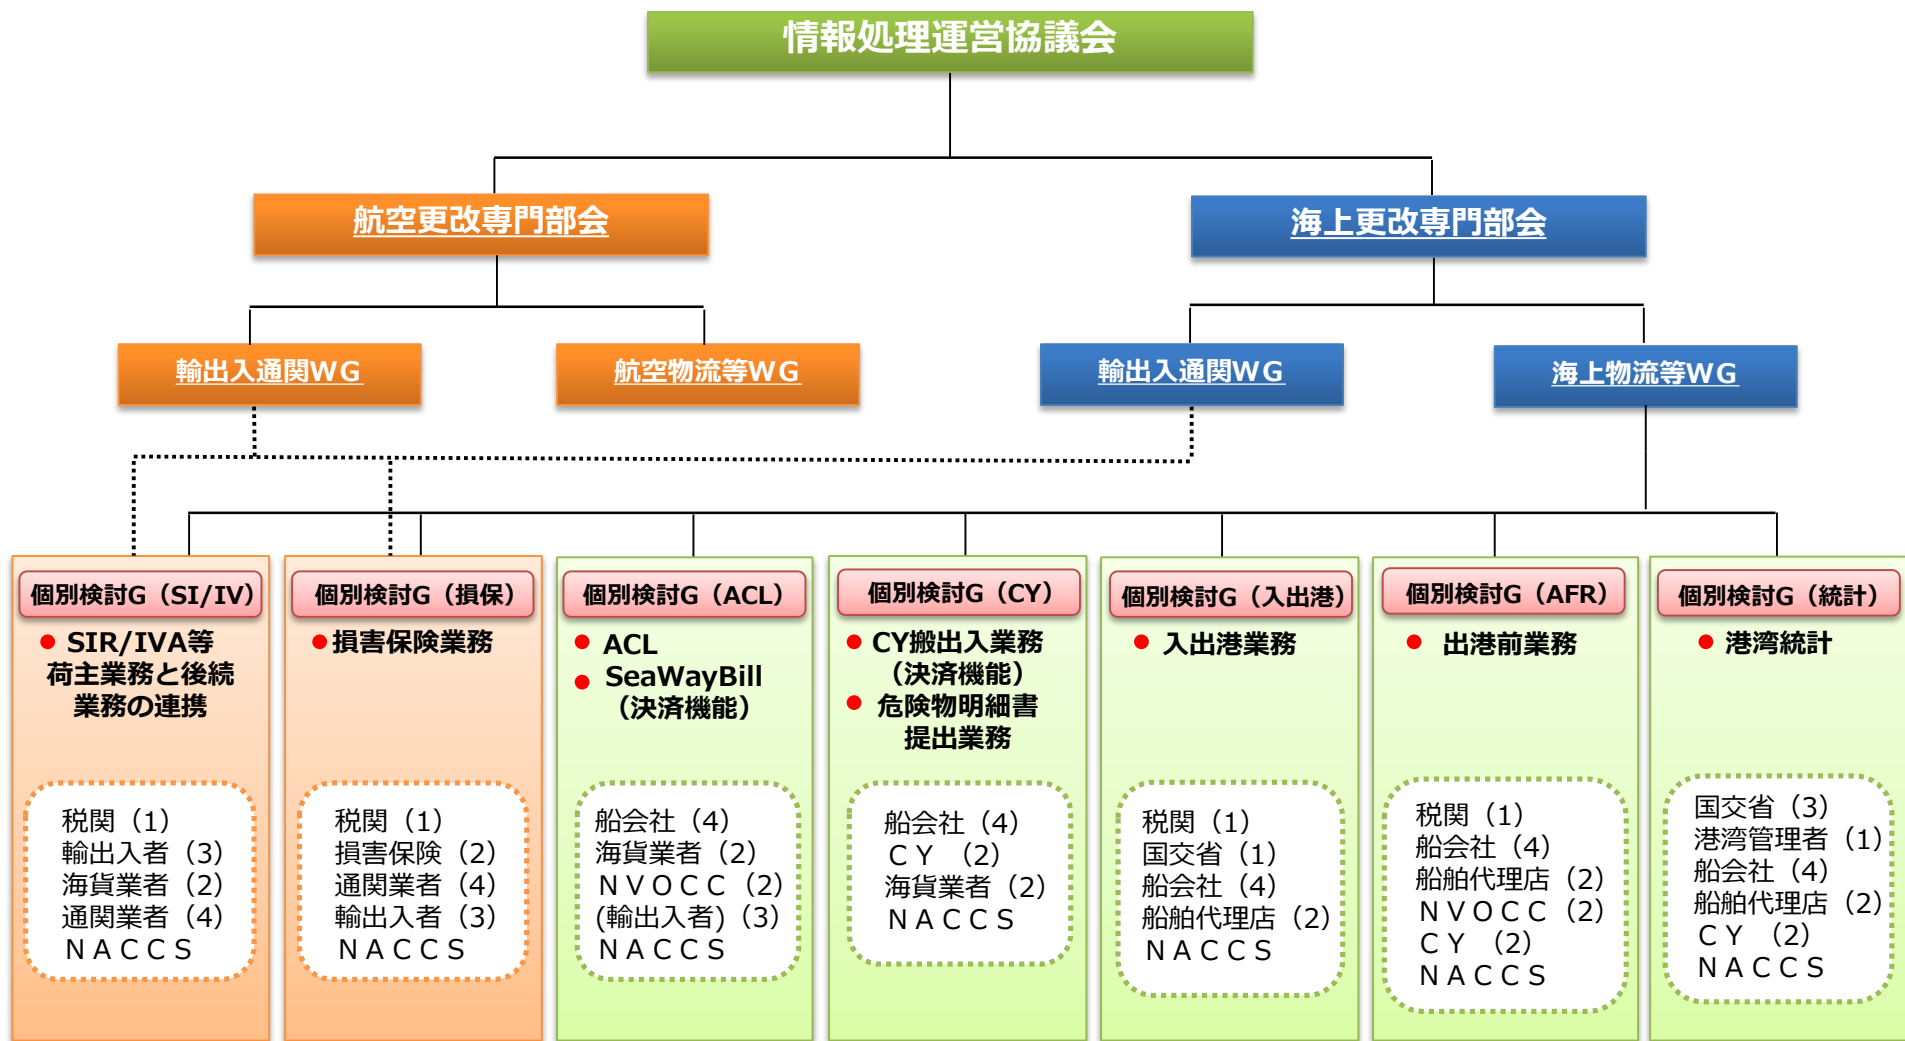 情報処理運営協議会
航空更改専門部会
海上更改専門部会
輸出入通関WG
航空物流等WG
輸出入通関WG
海上物流等WG
個別検討G（SI/IV）
● SIR/IVA等
荷主業務と後続
業務の連携
税関（1）
輸出入者（3）
海貨業者（2）
通関業者（4）
ＮＡＣＣＳ
個別検討G（損保）
●損害保険業務
税関（1）
損害保険（2）
通関業者（4）
輸出入者（3）
ＮＡＣＣＳ
個別検討G（ACL）
● ACL
● SeaWayBill
（決済機能）
船会社（4）
海貨業者（2）
ＮＶＯＣＣ（2）
(輸出入者)（3）
ＮＡＣＣＳ
個別検討G（CY）
● CY搬出入業務
（決済機能）
● 危険物明細書
提出業務
船会社（4）
ＣＹ（2）
海貨業者（2）
ＮＡＣＣＳ
個別検討G（入出港）
● 入出港業務
税関（1）
国交省（1）
船会社（4）
船舶代理店（2）
ＮＡＣＣＳ
個別検討G（AFR）
● 出港前業務
税関（1）
船会社（4）
船舶代理店（2）
ＮＶＯＣＣ（2）
ＣＹ（2）
ＮＡＣＣＳ
個別検討G（統計）
● 港湾統計
国交省（3）
港湾管理者（1）
船会社（4）
船舶代理店（2）
ＣＹ（2）
ＮＡＣＣＳ